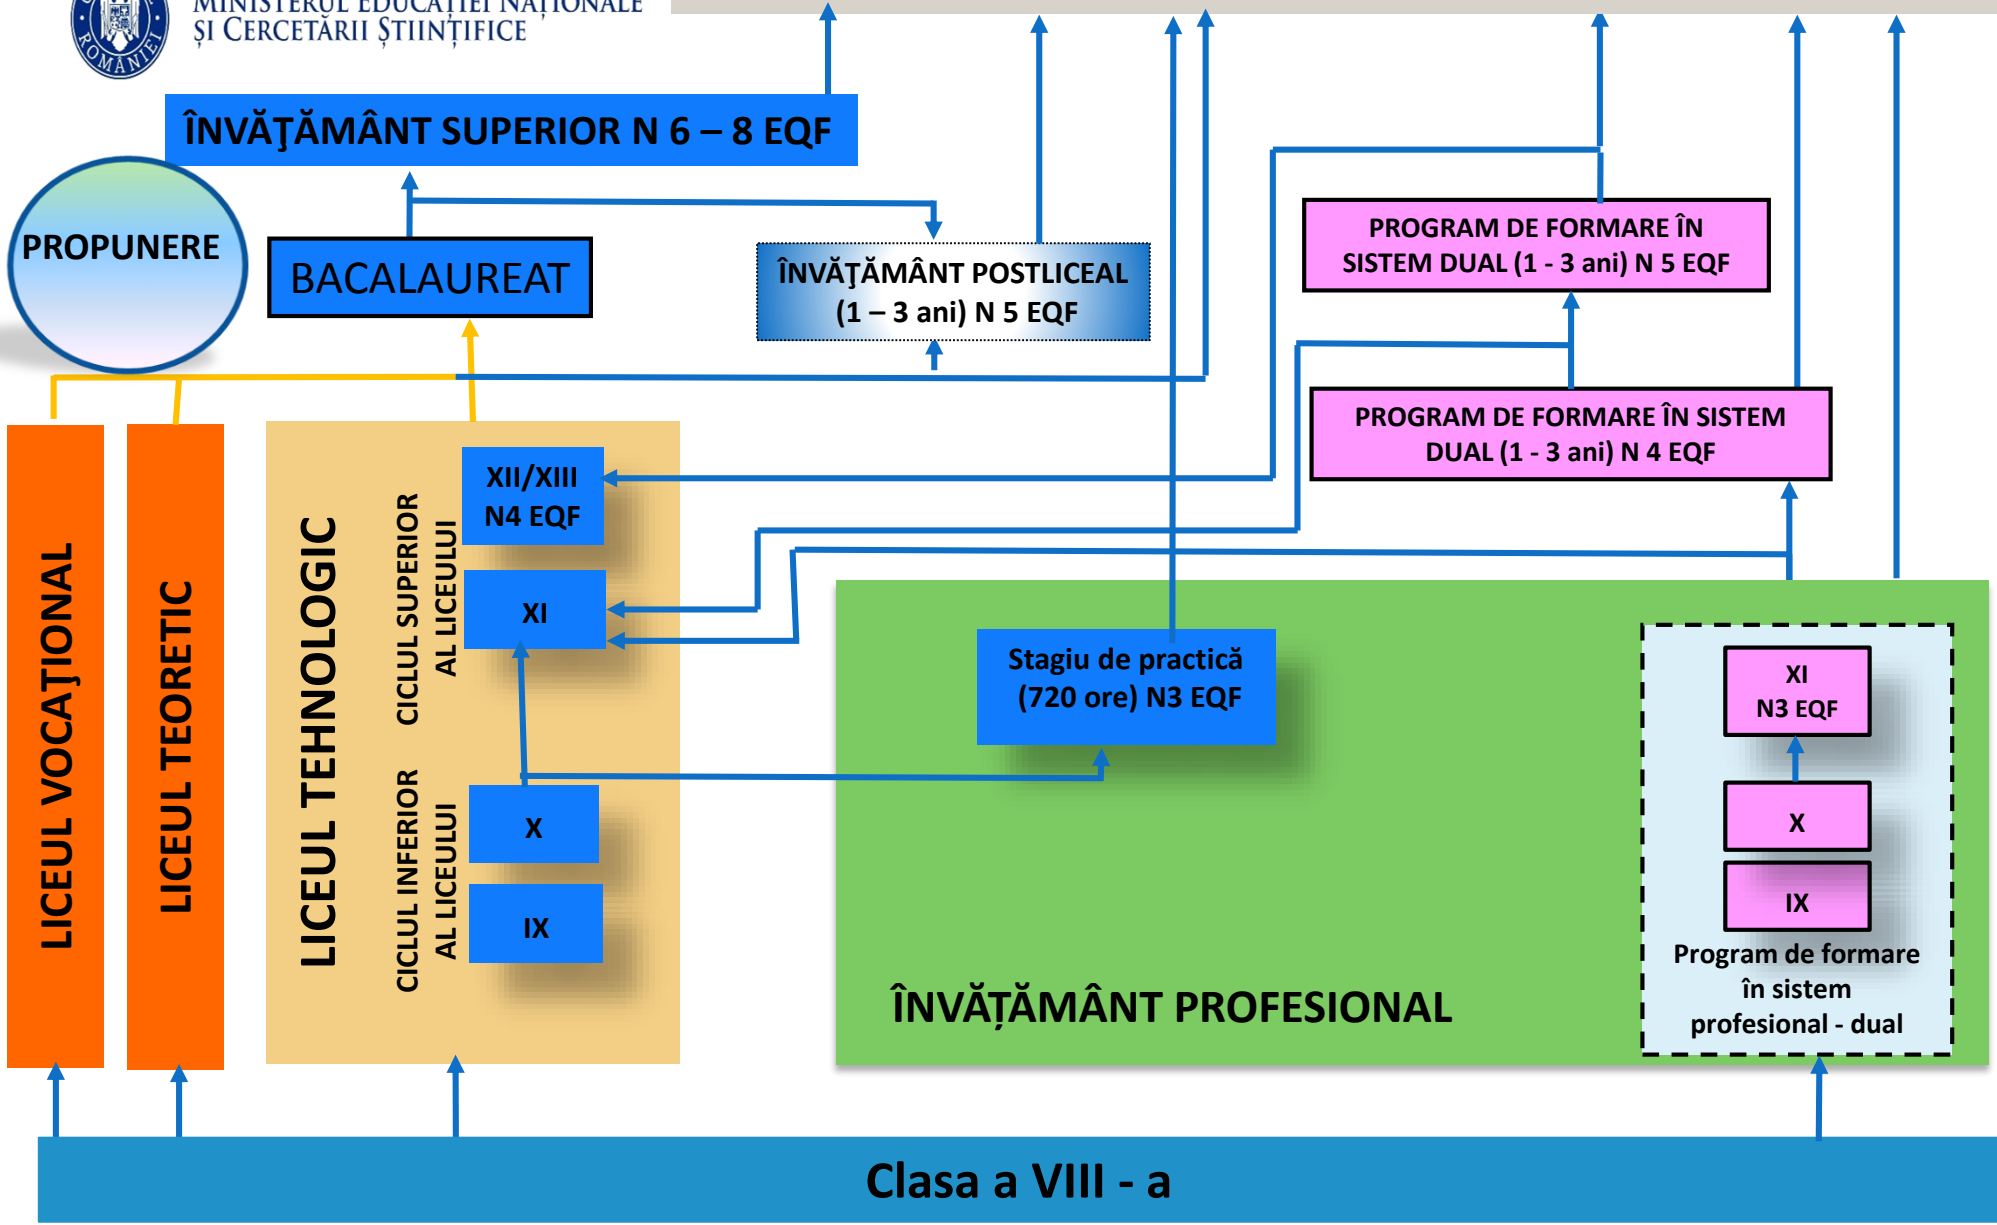 MINISTERUL EDUCAȚIEI NAȚIONALE
ȘI CERCETĂRII ȘTIINȚIFICE
ROMÂNIEI
ÎNVĂŢĂMÂNT SUPERIOR N 6 – 8 EQF
PROPUNERE
BACALAUREAT
ÎNVĂŢĂMÂNT POSTLICEAL
(1 – 3 ani) N 5 EQF
PROGRAM DE FORMARE ÎN
SISTEM DUAL (1 - 3 ani) N 5 EQF
PROGRAM DE FORMARE ÎN SISTEM
DUAL (1 - 3 ani) N 4 EQF
LICEUL VOCAŢIONAL
LICEUL TEORETIC
LICEUL TEHNOLOGIC
CICLUL SUPERIOR
AL LICEULUI
CICLUL INFERIOR
AL LICEULUI
XII/XIII
N4 EQF
XI
X
IX
Stagiu de practică
(720 ore) N3 EQF
ÎNVĂȚĂMÂNT PROFESIONAL
XI
N3 EQF
X
IX
Program de formare
în sistem
profesional - dual
Clasa a VIII - a